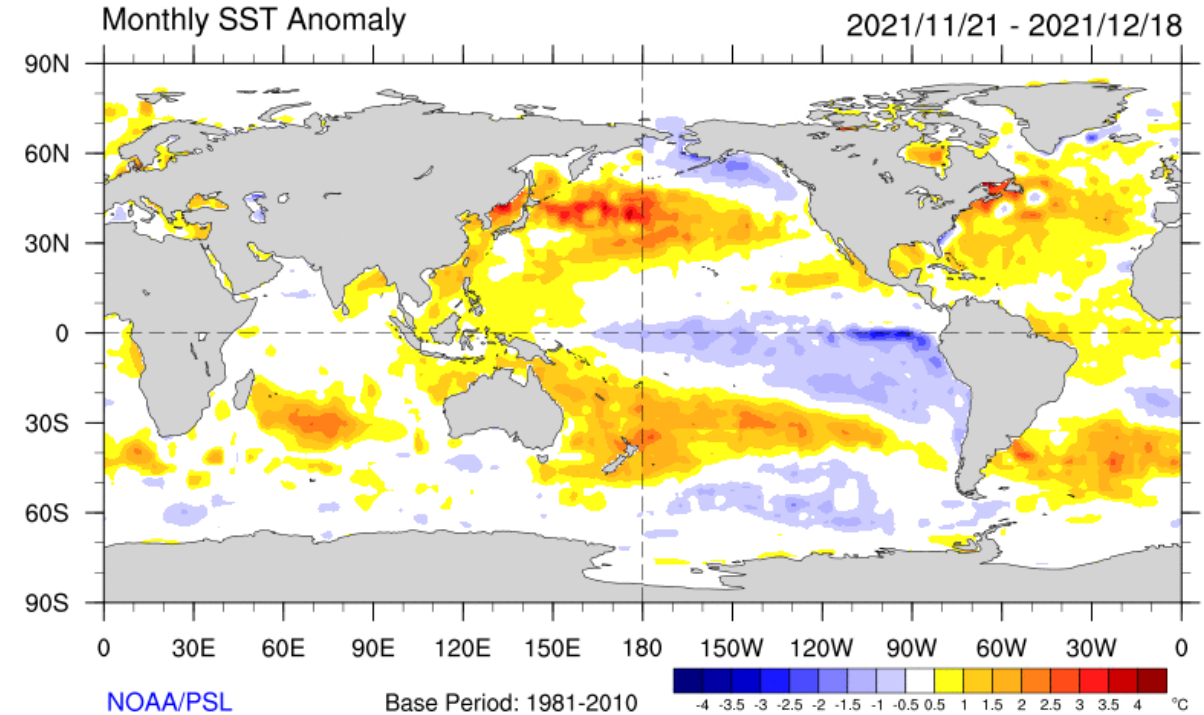 Monthly SST Anomaly 2021/11/21 - 2021/12/18
90N
60N
30N
0
30S
60S
90S
0 30E 60E 90E 120E 150E 180 150W 120W 90W 60W 30W 0
NOAA/PSL Base Period: 1981-2010
-4 -3.5 -3 -2.5 -2 -1.5 -1 -0.5 0.5 1 1.5 2 2.5 3 3.5 4 °C